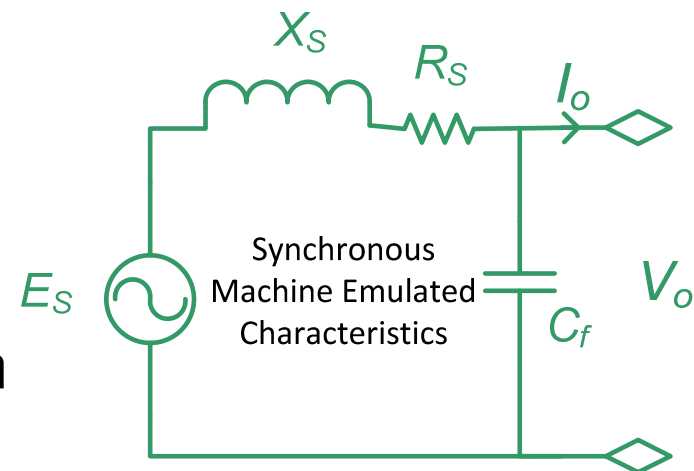 X_S
R_S
I_o
Synchronous
E_S
Machine Emulated
V_o
Characteristics
C_f
n